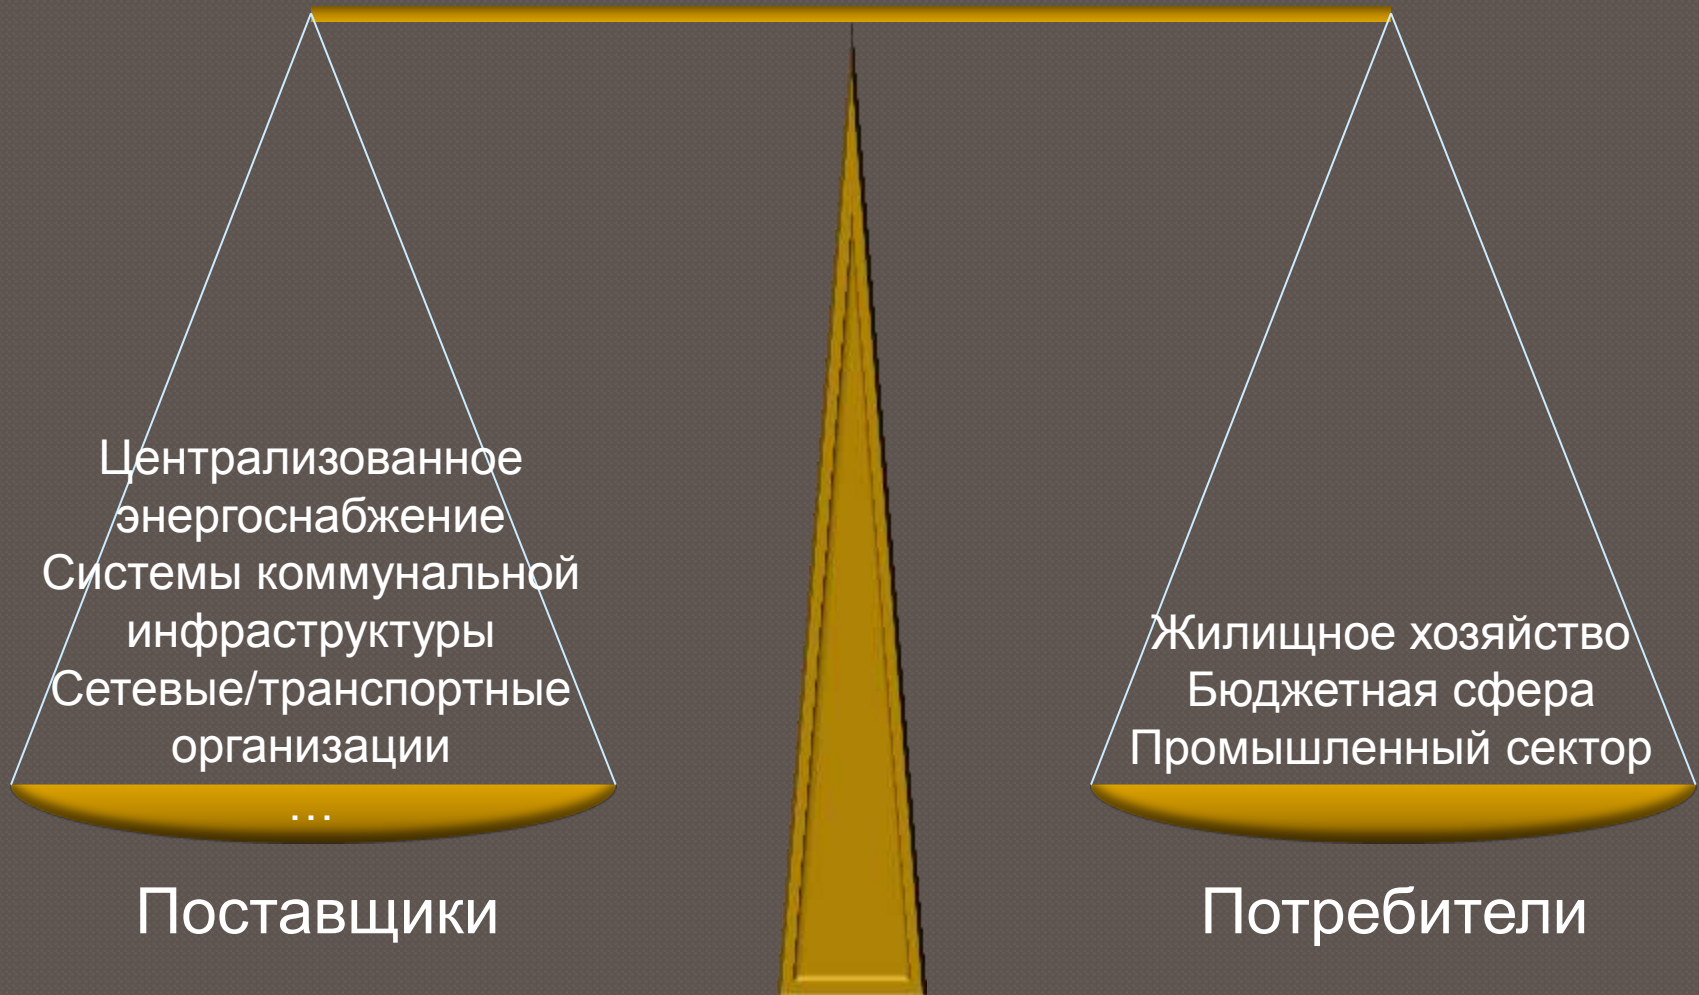 Централизованное
энергоснабжение
Системы коммунальной
инфраструктуры
Сетевые/транспортные
организации
...
Поставщики
Жилищное хозяйство
Бюджетная сфера
Промышленный сектор
Потребители